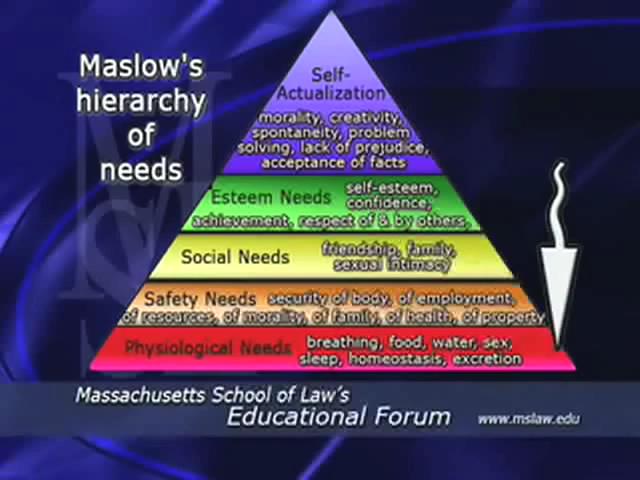 Maslow's
hierarchy
of
needs
Self-
Actualization
morality, creativity,
spontaneity, problem
solving, lack of prejudice,
acceptance of facts
Esteem Needs self-esteem,
confidence,
achievement, respect of & by others,
Social Needs friendship, family,
sexual intimacy
Safety Needs security of body, of employment,
of resources, of morality, of family, of health, of property
Physiological Needs breathing, food, water, sex,
sleep, homeostasis, excretion
Massachusetts School of Law's
Educational Forum www.mslaw.edu